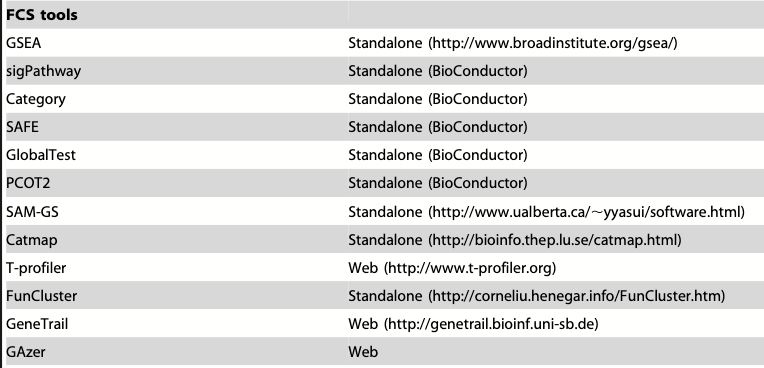 FCS tools
GSEA Standalone (http://www.broadinstitute.org/gsea/)
sigPathway Standalone (BioConductor)
Category Standalone (BioConductor)
SAFE Standalone (BioConductor)
GlobalTest Standalone (BioConductor)
PCOT2 Standalone (BioConductor)
SAM-GS Standalone (http://www.ualberta.ca/~yyasui/software.html)
Catmap Standalone (http://bioinfo.thep.lu.se/catmap.html)
T-profiler Web (http://www.t-profiler.org)
FunCluster Standalone (http://corneliu.henegar.info/FunCluster.htm)
GeneTrail Web (http://genetrail.bioinf.uni-sb.de)
GAzer Web